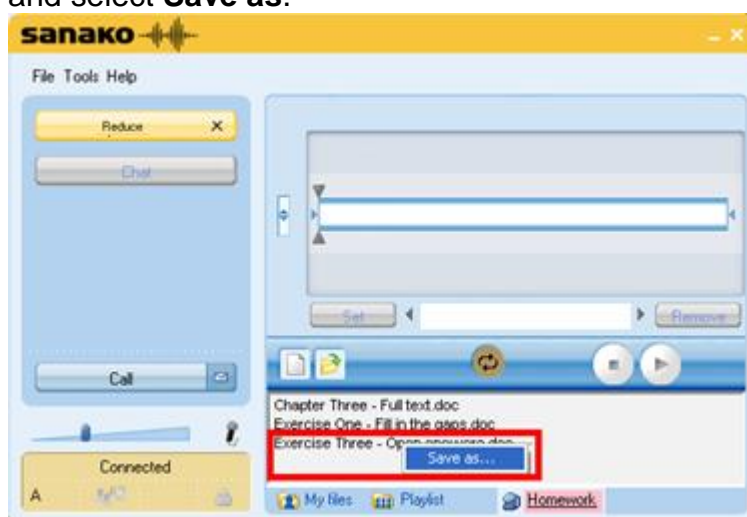 and select Save as.
sanako
File Tools Help
Reduce
Chat
Set
Remove
Call
Chapter Three - Full text.doc
Exercise One - Fill in the gaps.doc
Exercise Three - Open answers.doc
Save as...
Connected
A
My files Playlist Homework